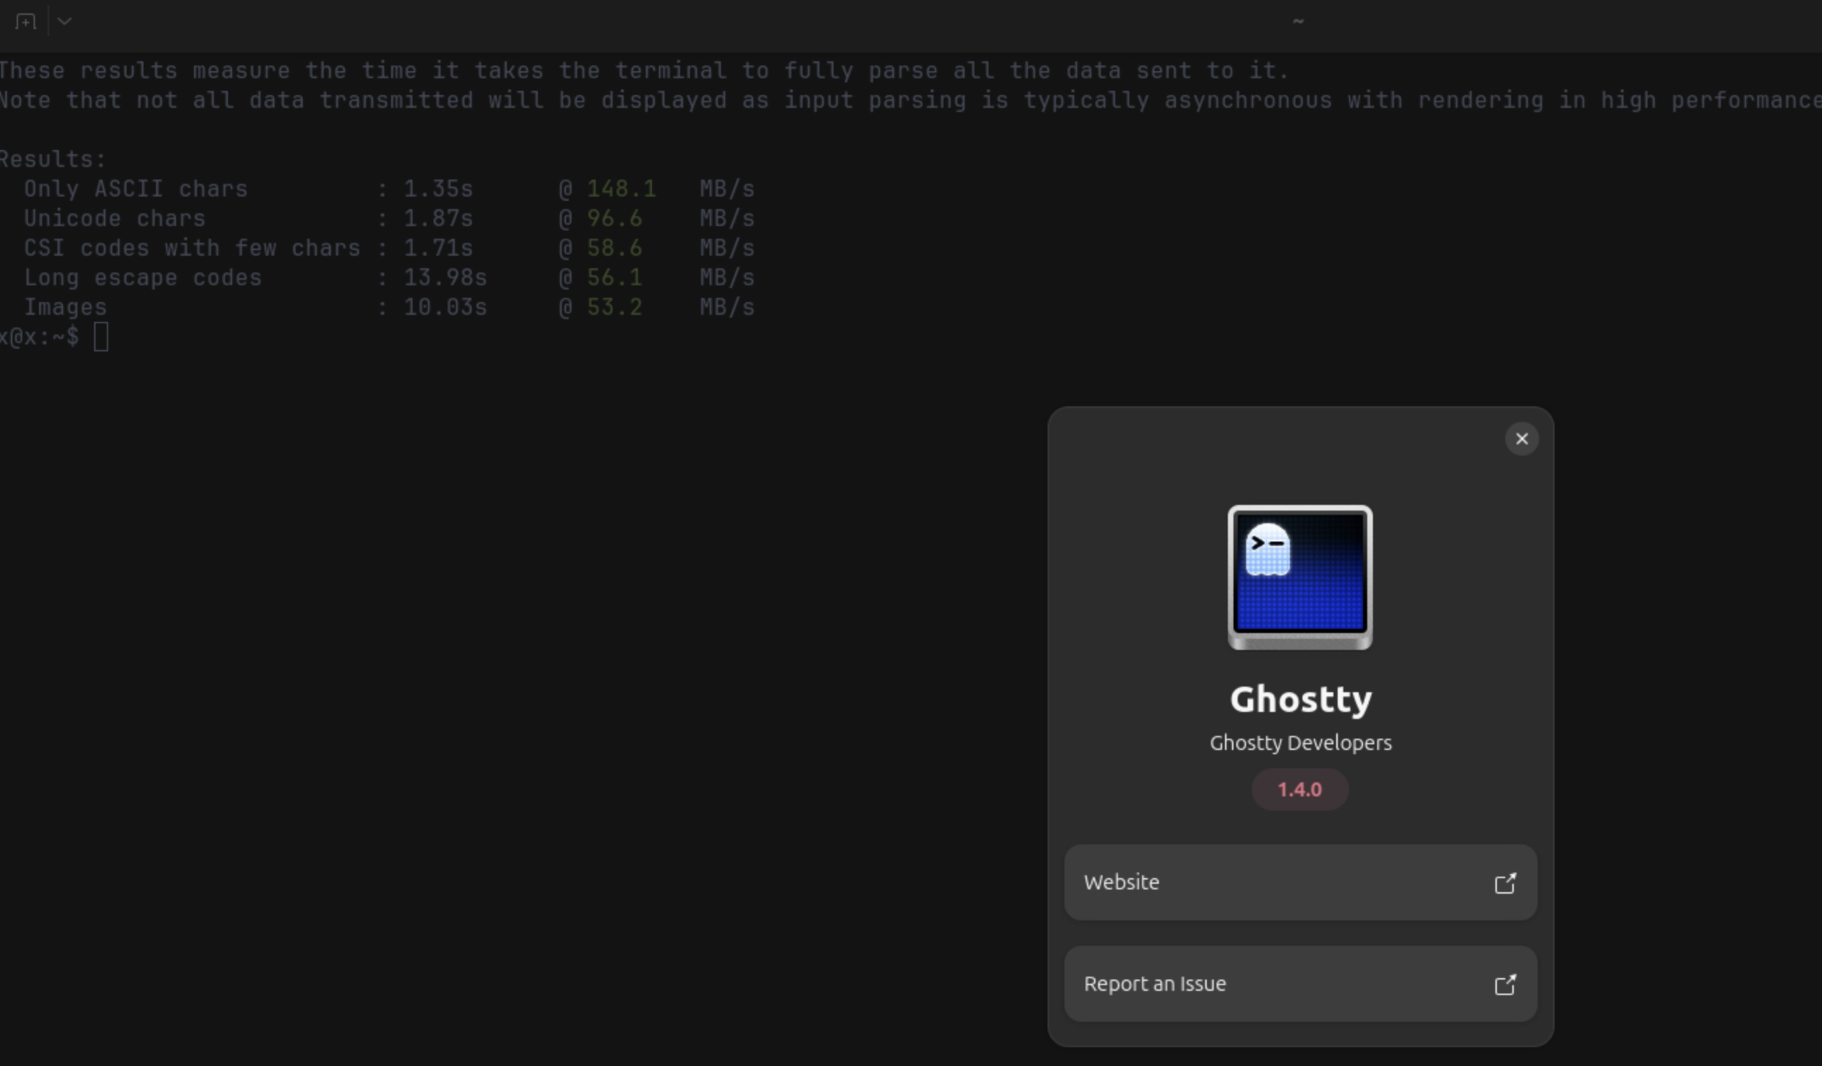 ~
These results measure the time it takes the terminal to fully parse all the data sent to it.
Note that not all data transmitted will be displayed as input parsing is typically asynchronous with rendering in high performance
Results:
Only ASCII chars : 1.35s @ 148.1 MB/s
Unicode chars : 1.87s @ 96.6 MB/s
CSI codes with few chars : 1.71s @ 58.6 MB/s
Long escape codes : 13.98s @ 56.1 MB/s
Images : 10.03s @ 53.2 MB/s
x@x:~$
>-
Ghostty
Ghostty Developers
1.4.0
Website
Report an Issue